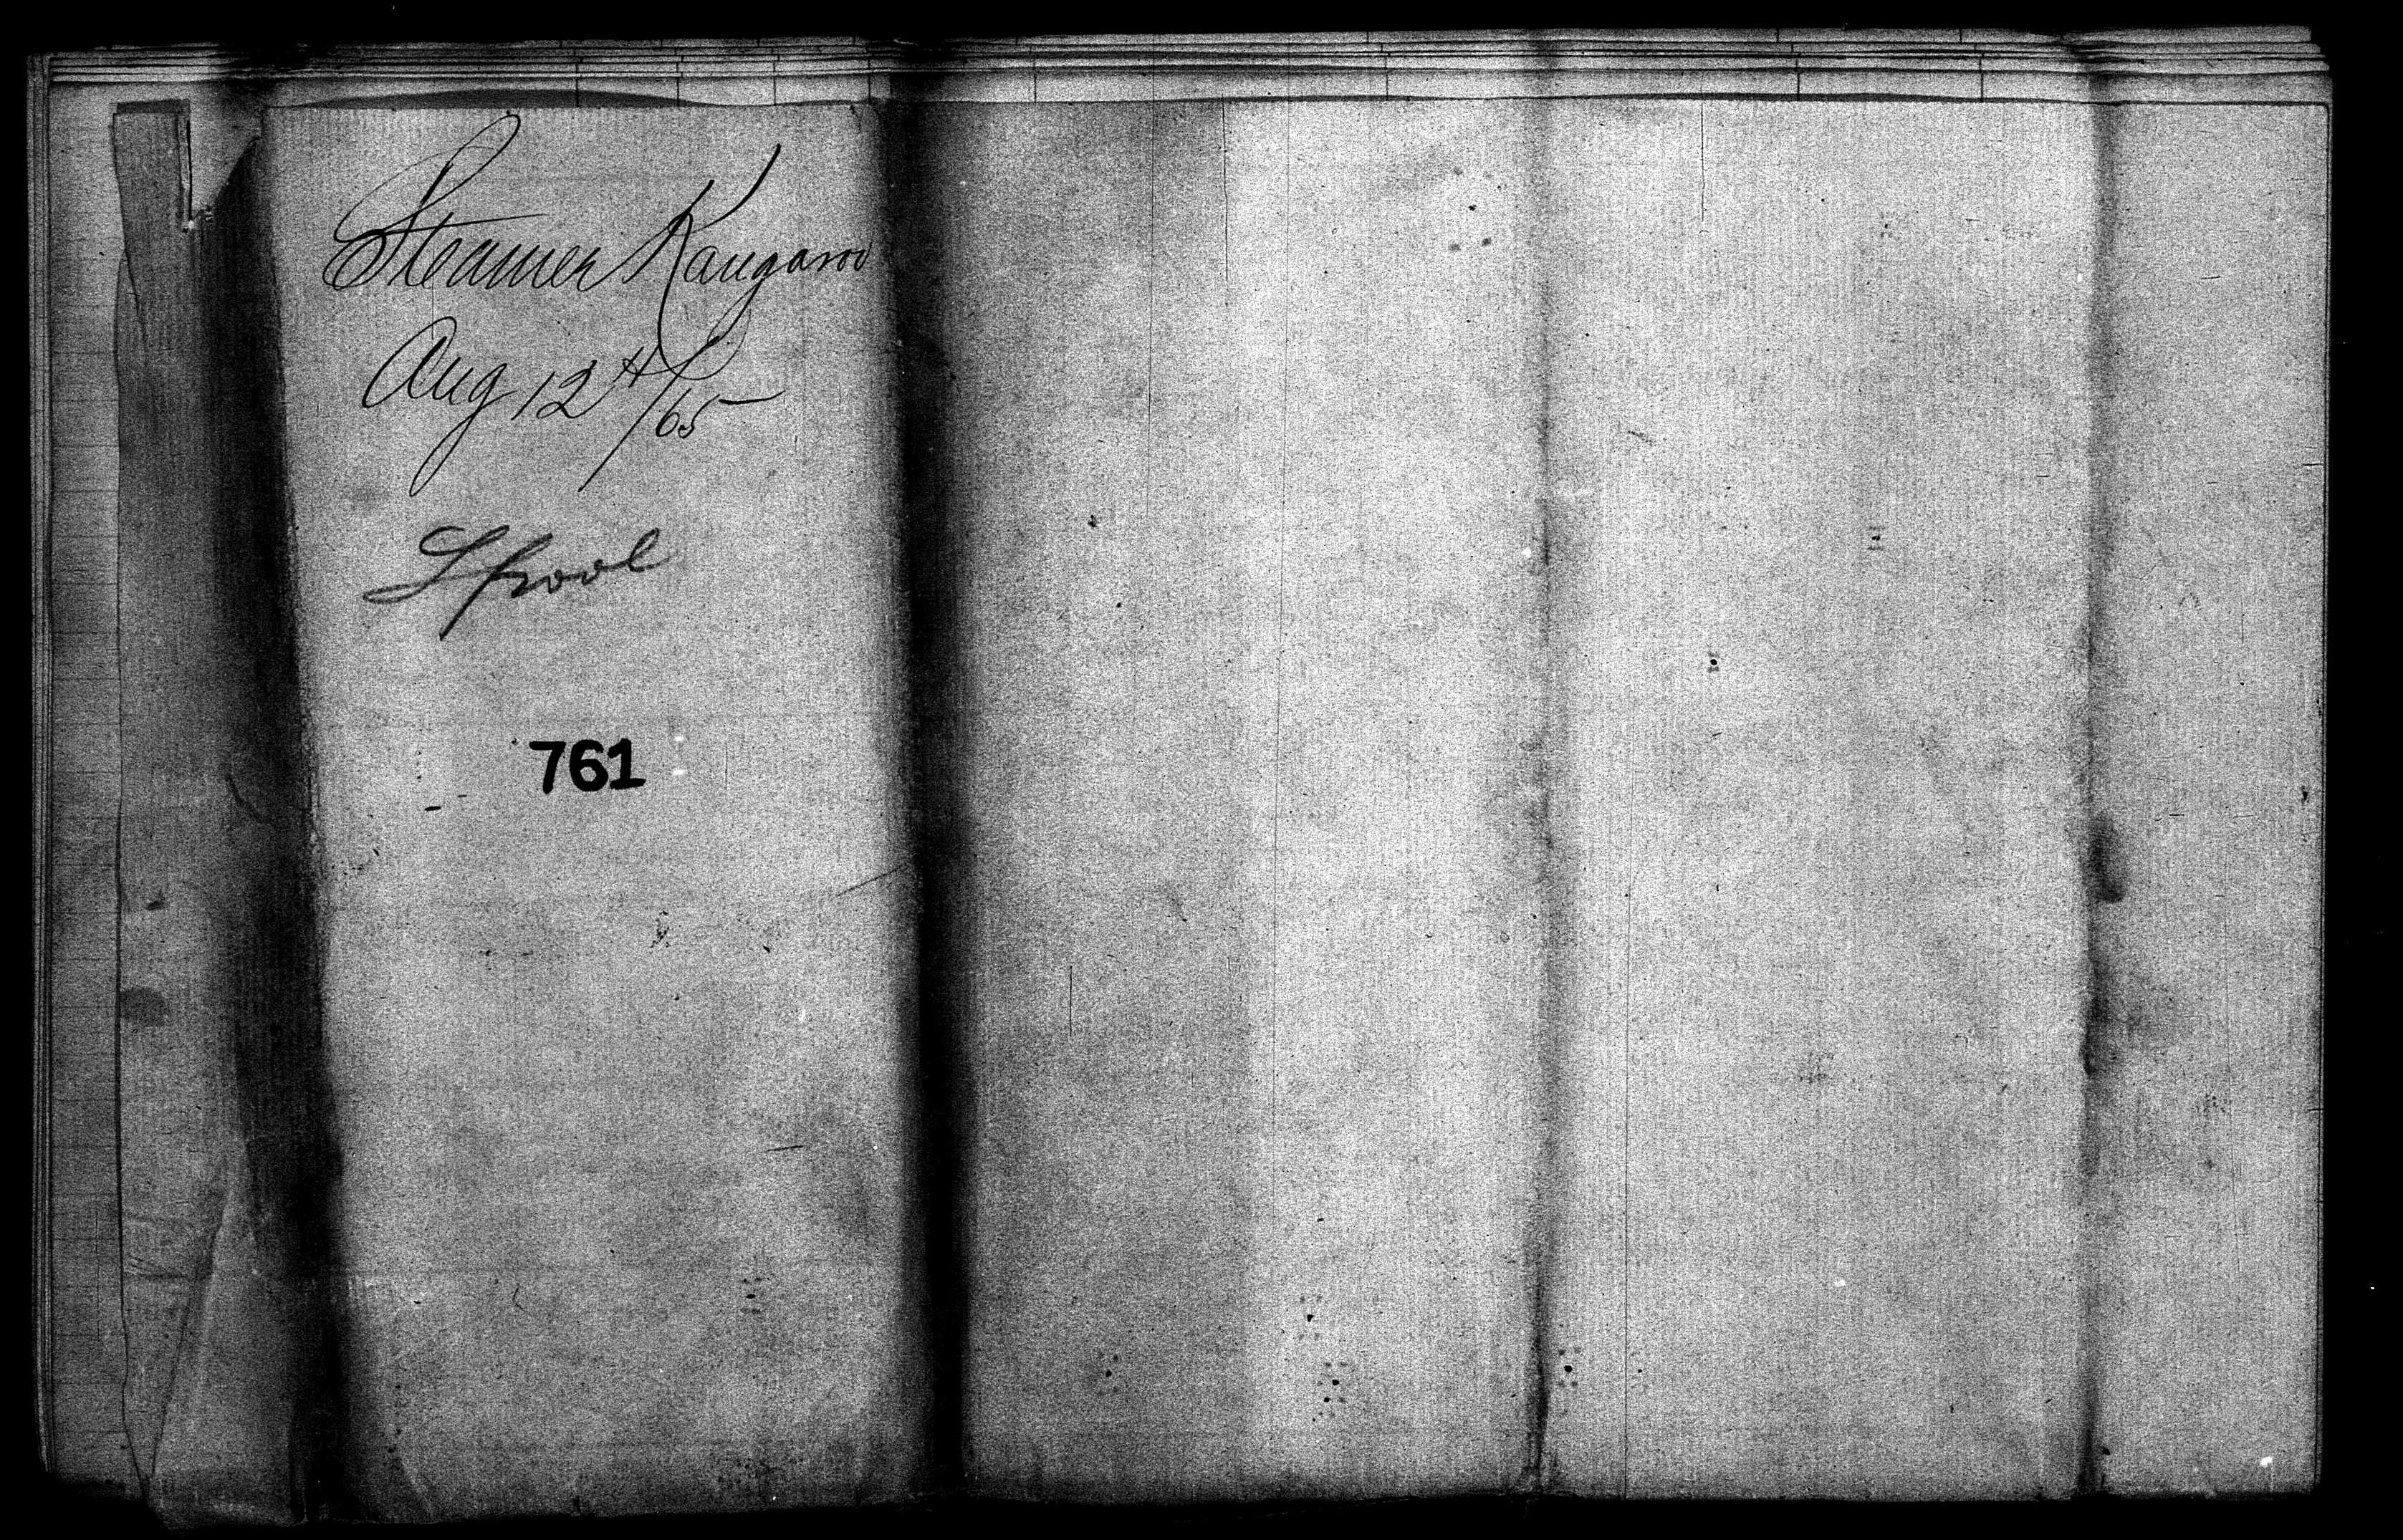 Steamer Kangaroo
Aug 12th/65
Lpool
761